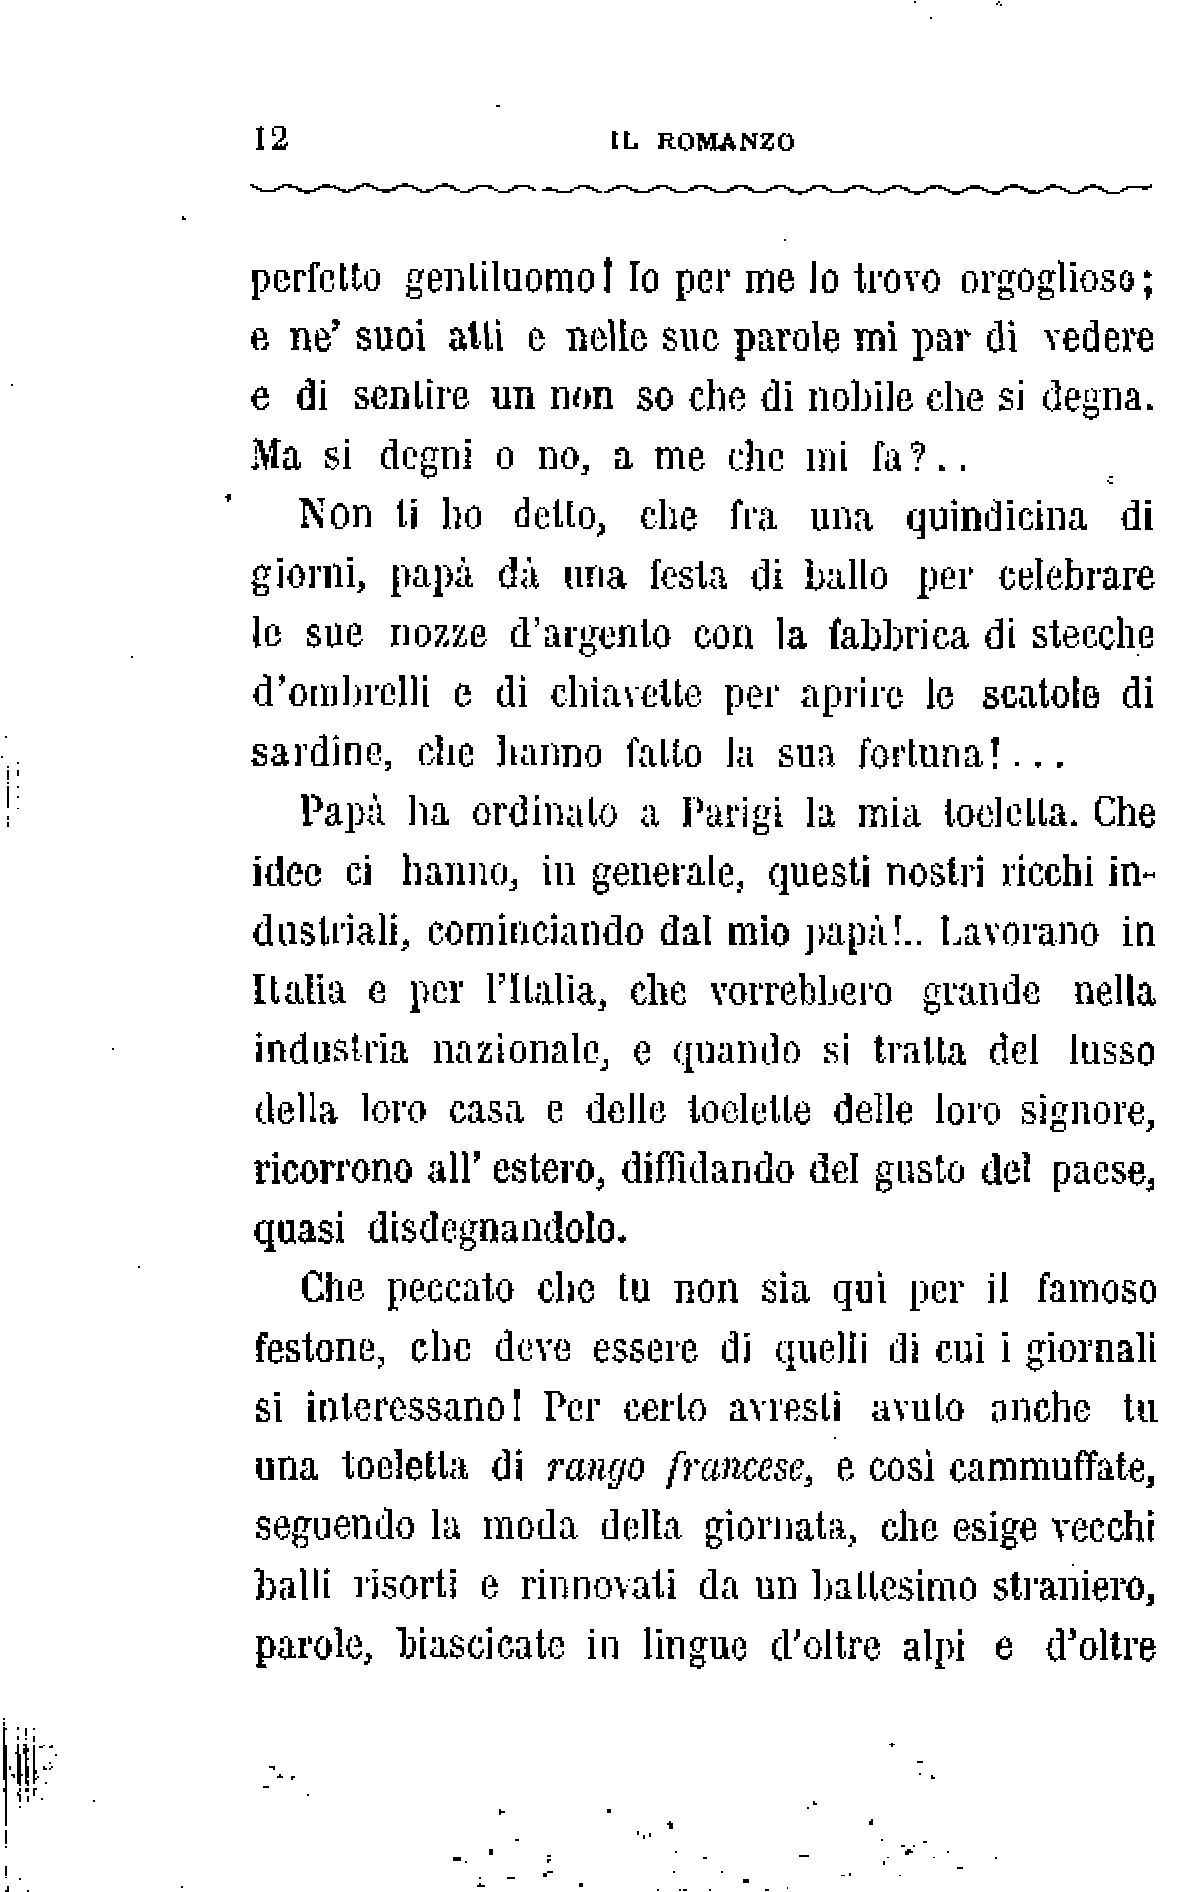 12 IL ROMANZO
perfetto gentiluomo! Io per me lo trovo orgoglioso;
e ne' suoi atti e nelle sue parole mi par di vedere
e di sentire un non so che di nobile che si degna.
Ma si degni o no, a me che mi fa?..
Non ti ho detto, che fra una quindicina di
giorni, papà dà una festa di ballo per celebrare
le sue nozze d'argento con la fabbrica di stecche
d'ombrelli e di chiavette per aprire le scatole di
sardine, che hanno fatto la sua fortuna!...
Papà ha ordinato a Parigi la mia toeletta. Che
idee ci hanno, in generale, questi nostri ricchi in-
dustriali, cominciando dal mio papà!.. Lavorano in
Italia e per l'Italia, che vorrebbero grande nella
industria nazionale, e quando si tratta del lusso
della loro casa e delle toelette delle loro signore,
ricorrono all' estero, diffidando del gusto del paese,
quasi disdegnandolo.
Che peccato che tu non sia qui per il famoso
festone, che deve essere di quelli di cui i giornali
si interessano! Per certo avresti avuto anche tu
una toeletta di rango francese, e così cammuffate,
seguendo la moda della giornata, che esige vecchi
balli risorti e rinnovati da un battesimo straniero,
parole, biascicate in lingue d'oltre alpi e d'oltre